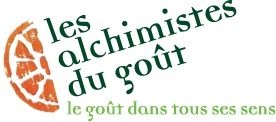 les
alchimistes
du goût
le goût dans tous ses sens